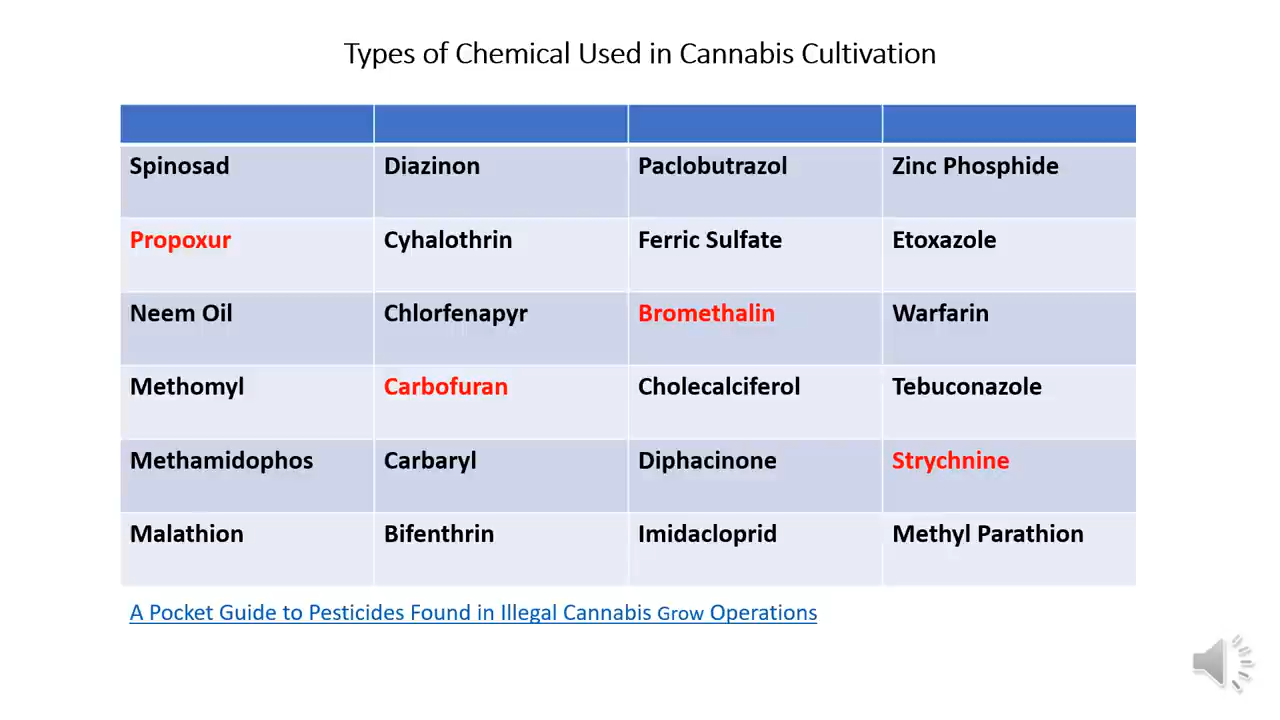 Types of Chemical Used in Cannabis Cultivation
Spinosad Diazinon Paclobutrazol Zinc Phosphide
Propoxur Cyhalothrin Ferric Sulfate Etoxazole
Neem Oil Chlorfenapyr Bromethalin Warfarin
Methomyl Carbofuran Cholecalciferol Tebuconazole
Methamidophos Carbaryl Diphacinone Strychnine
Malathion Bifenthrin Imidacloprid Methyl Parathion
A Pocket Guide to Pesticides Found in Illegal Cannabis Grow Operations